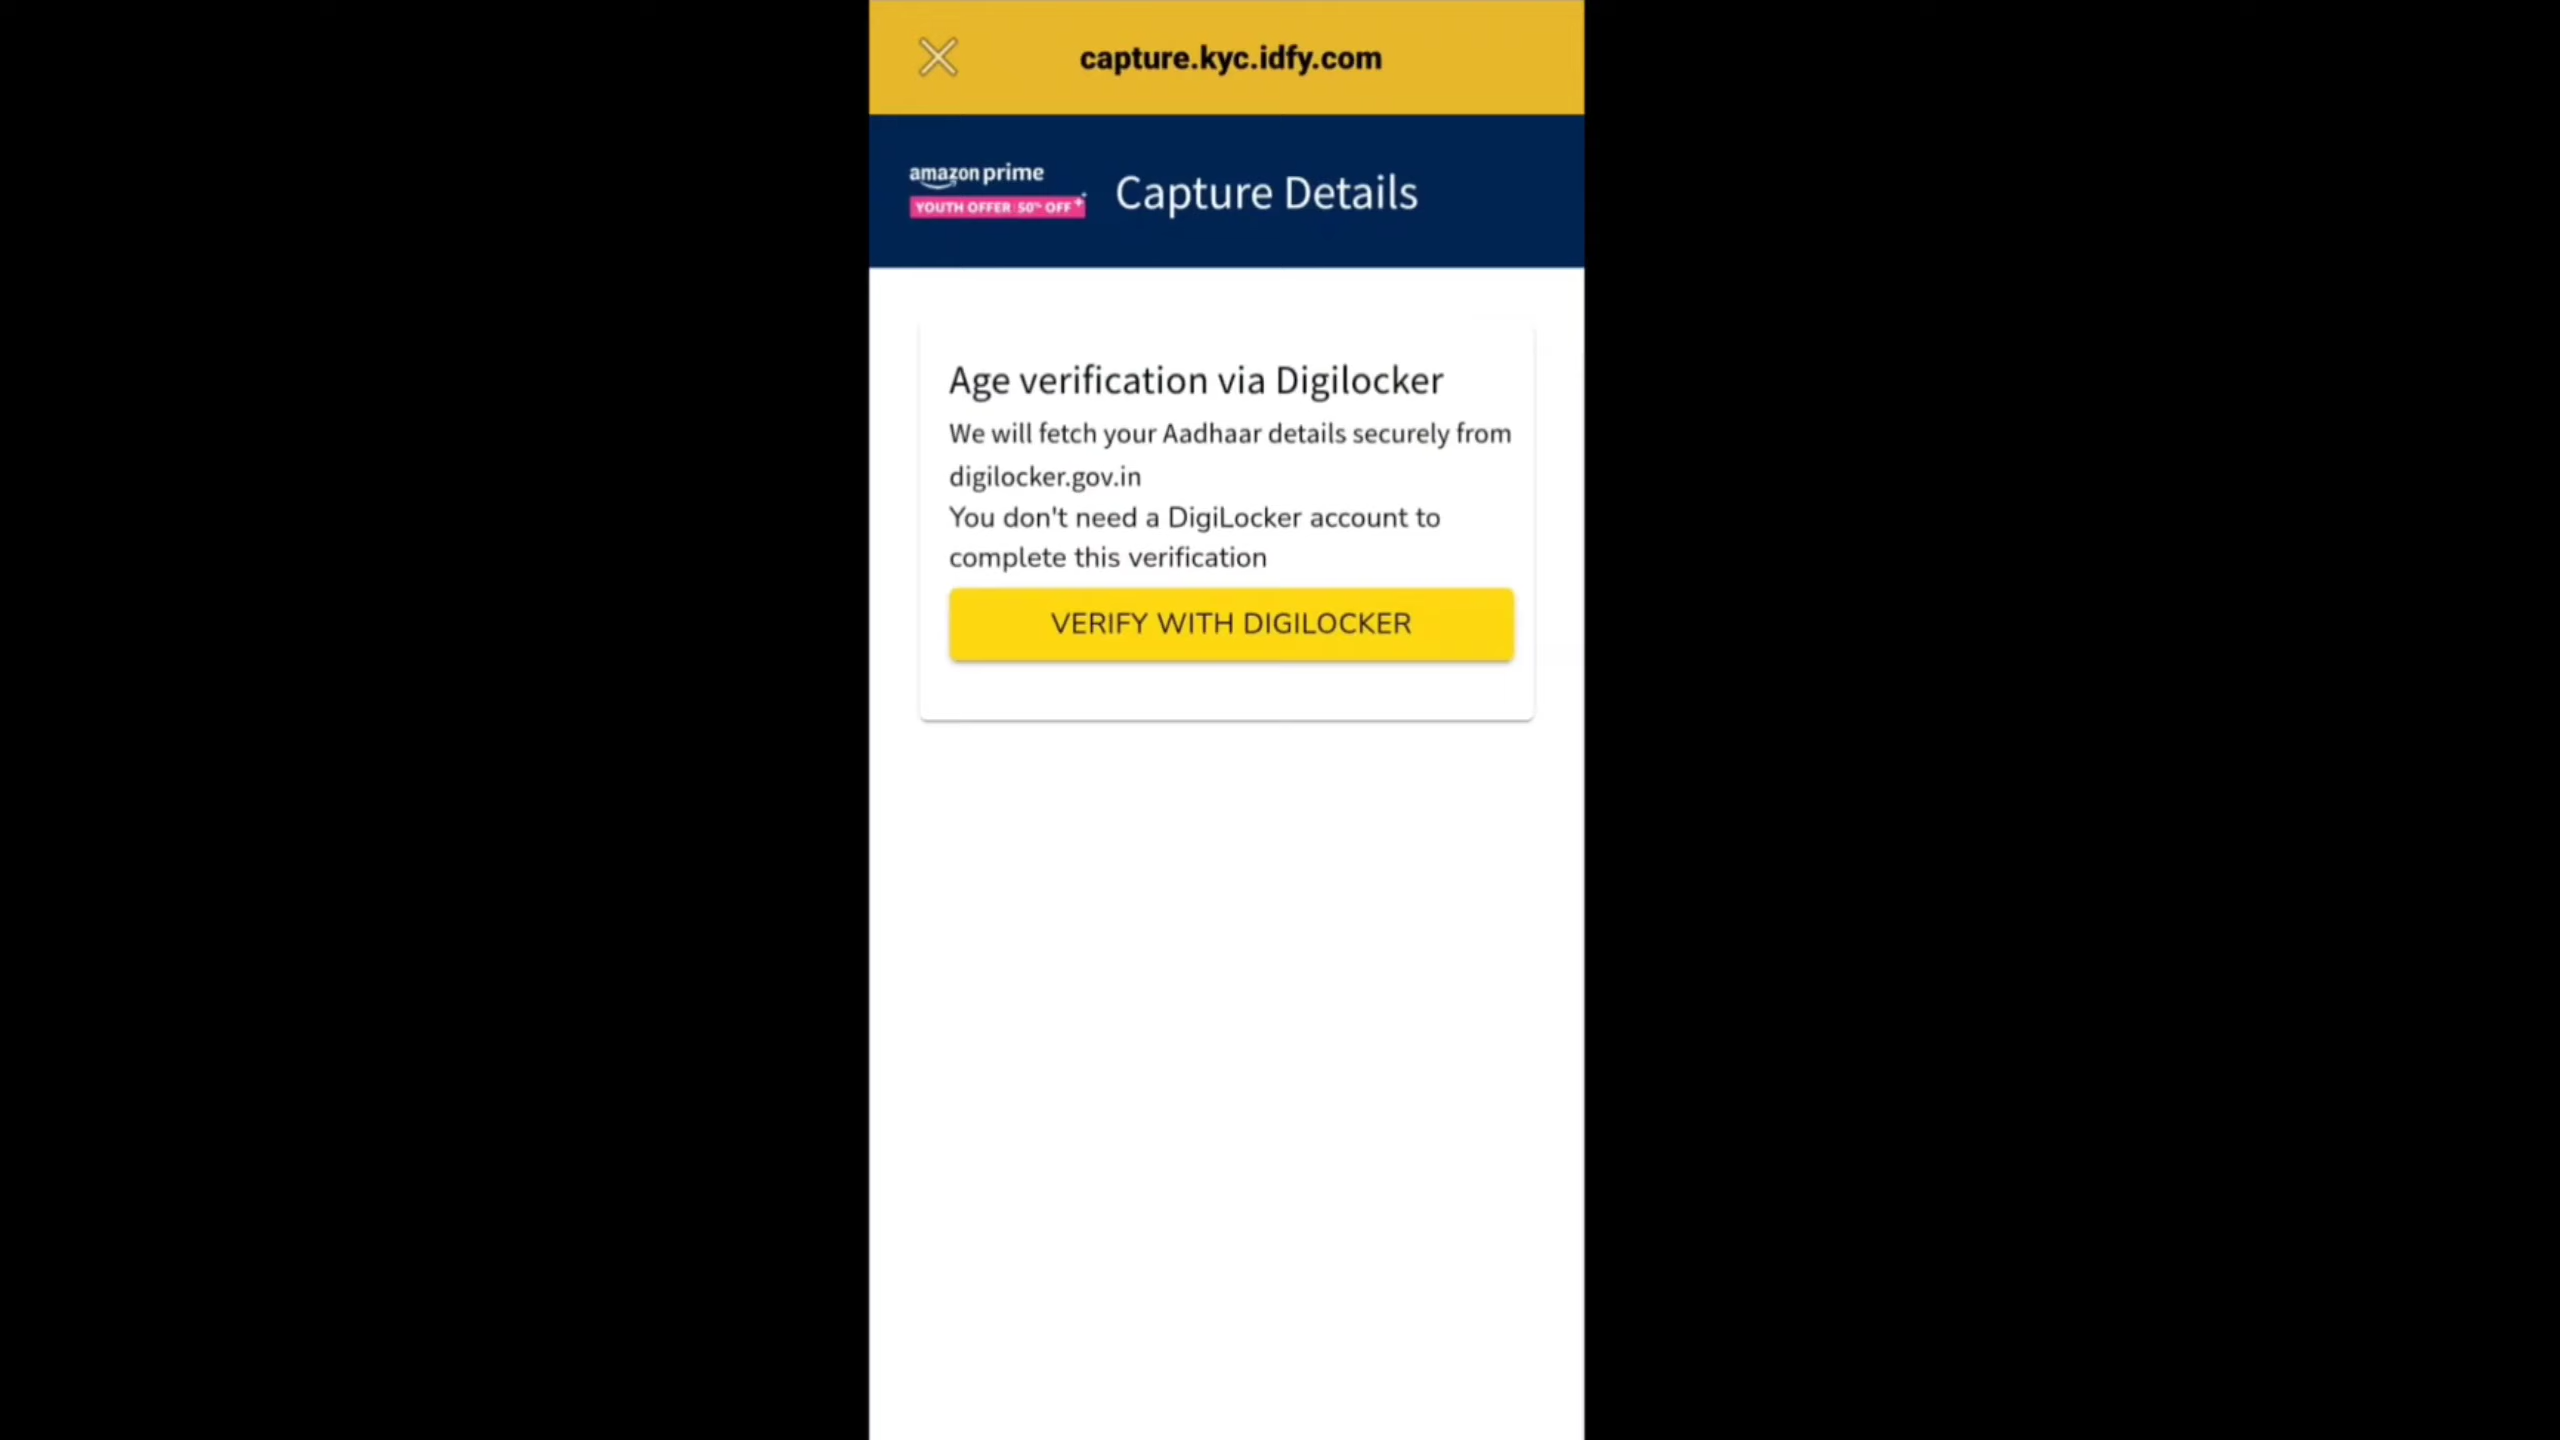 capture.kyc.idfy.com
amazon prime
YOUTH OFFER 50% OFF
Capture Details
Age verification via Digilocker
We will fetch your Aadhaar details securely from
digilocker.gov.in
You don't need a DigiLocker account to
complete this verification
VERIFY WITH DIGILOCKER